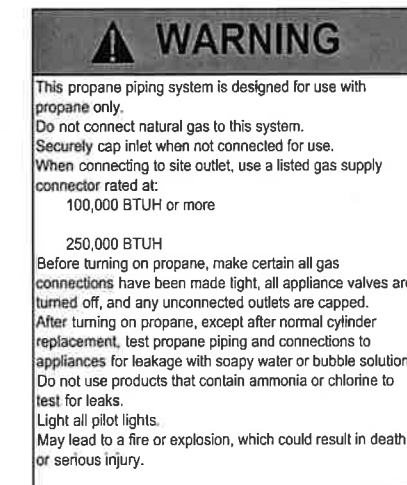 WARNING
This propane piping system is designed for use with
propane only.
Do not connect natural gas to this system.
Securely cap inlet when not connected for use.
When connecting to site outlet, use a listed gas supply
connector rated at:
100,000 BTUH or more
250,000 BTUH
Before turning on propane, make certain all gas
connections have been made tight, all appliance valves are
turned off, and any unconnected outlets are capped.
After turning on propane, except after normal cylinder
replacement, test propane piping and connections to
appliances for leakage with soapy water or bubble solution
Do not use products that contain ammonia or chlorine to
test for leaks.
Light all pilot lights.
May lead to a fire or explosion, which could result in death
or serious injury.